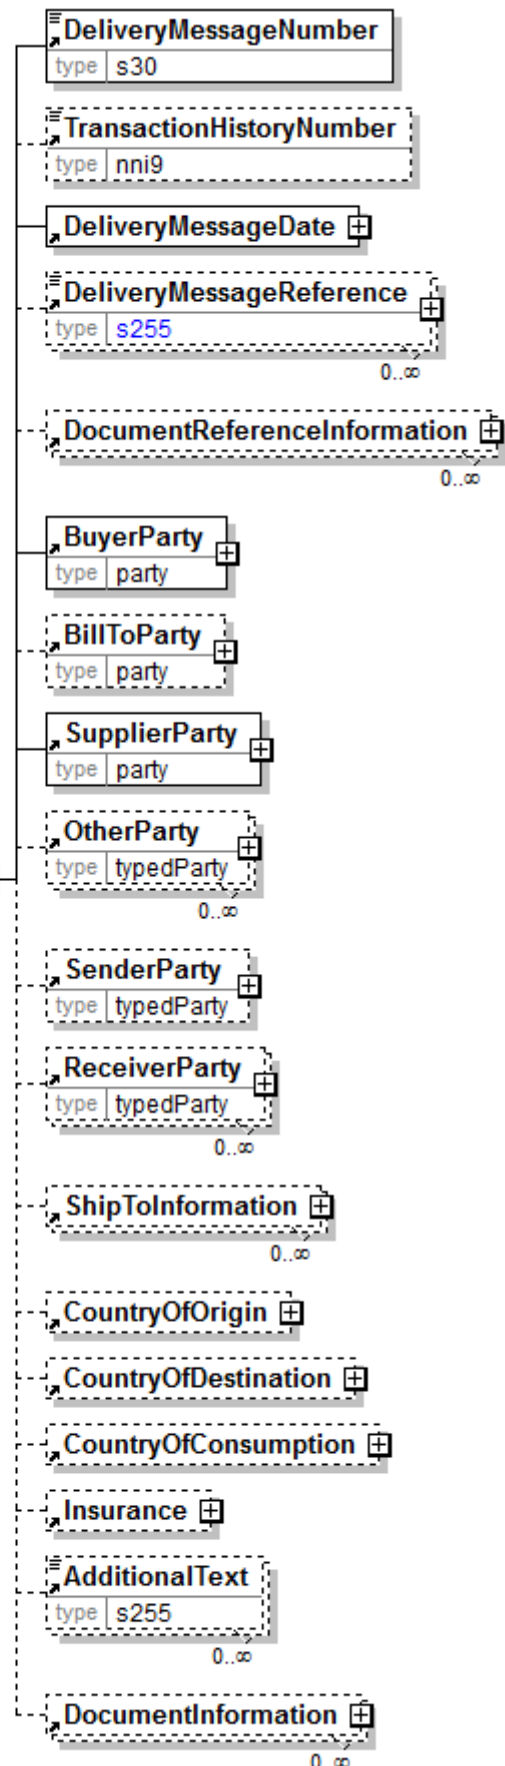 DeliveryMessageNumber
type s30
TransactionHistoryNumber
type nni9
DeliveryMessageDate
DeliveryMessageReference
type s255
0..∞
DocumentReferenceInformation
0..∞
BuyerParty
type party
BillToParty
type party
SupplierParty
type party
OtherParty
type typedParty
0..∞
SenderParty
type typedParty
ReceiverParty
type typedParty
0..∞
ShipToInformation
0..∞
CountryOfOrigin
CountryOfDestination
CountryOfConsumption
Insurance
AdditionalText
type s255
0..∞
DocumentInformation
0..∞